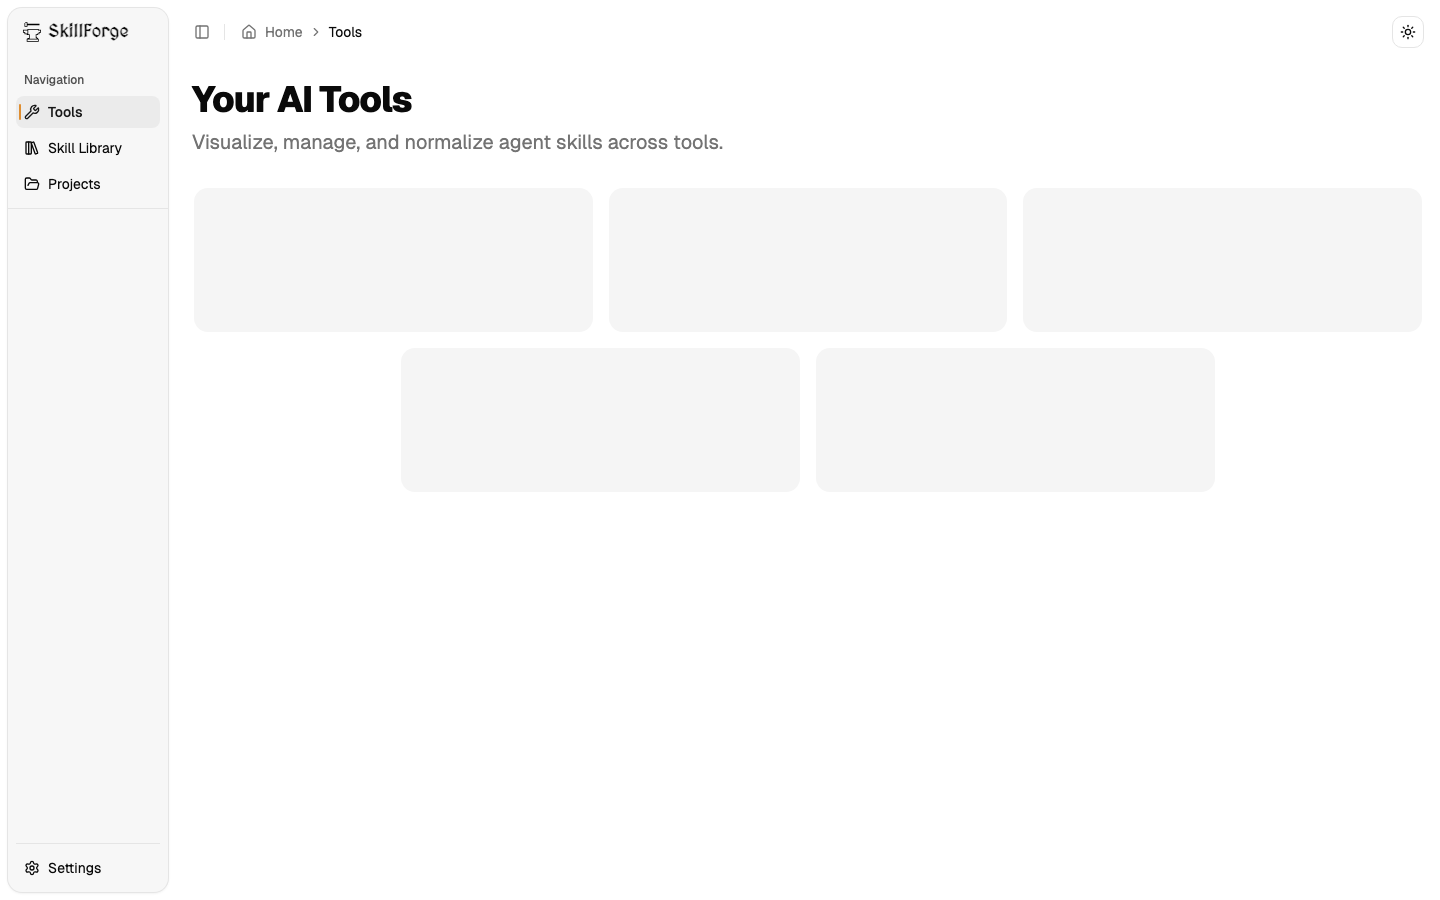 SkillForge
Home
Tools
Navigation
Tools
Skill Library
Projects
Your AI Tools
Visualize, manage, and normalize agent skills across tools.
Settings